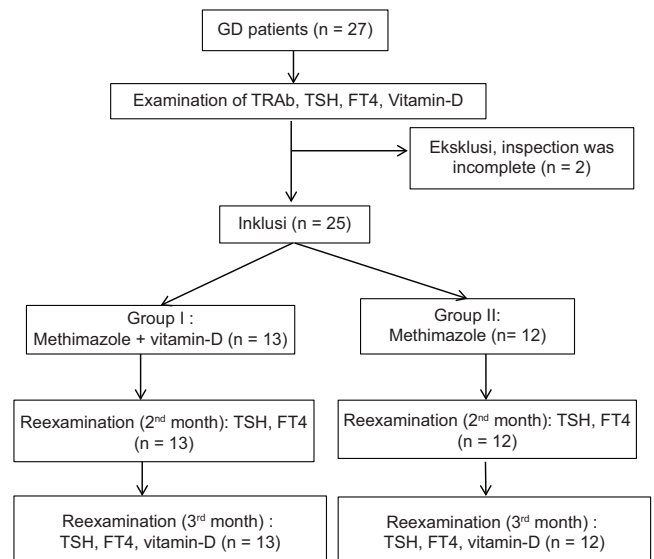 GD patients (n = 27)
Examination of TRAb, TSH, FT4, Vitamin-D
Eksklusi, inspection was
incomplete (n = 2)
Inklusi (n = 25)
Group I :
Methimazole + vitamin-D (n = 13)
Group II:
Methimazole (n= 12)
Reexamination (2nd month): TSH, FT4
(n = 13)
Reexamination (2nd month): TSH, FT4
(n = 12)
Reexamination (3rd month) :
TSH, FT4, vitamin-D (n = 13)
Reexamination (3rd month) :
TSH, FT4, vitamin-D (n = 12)